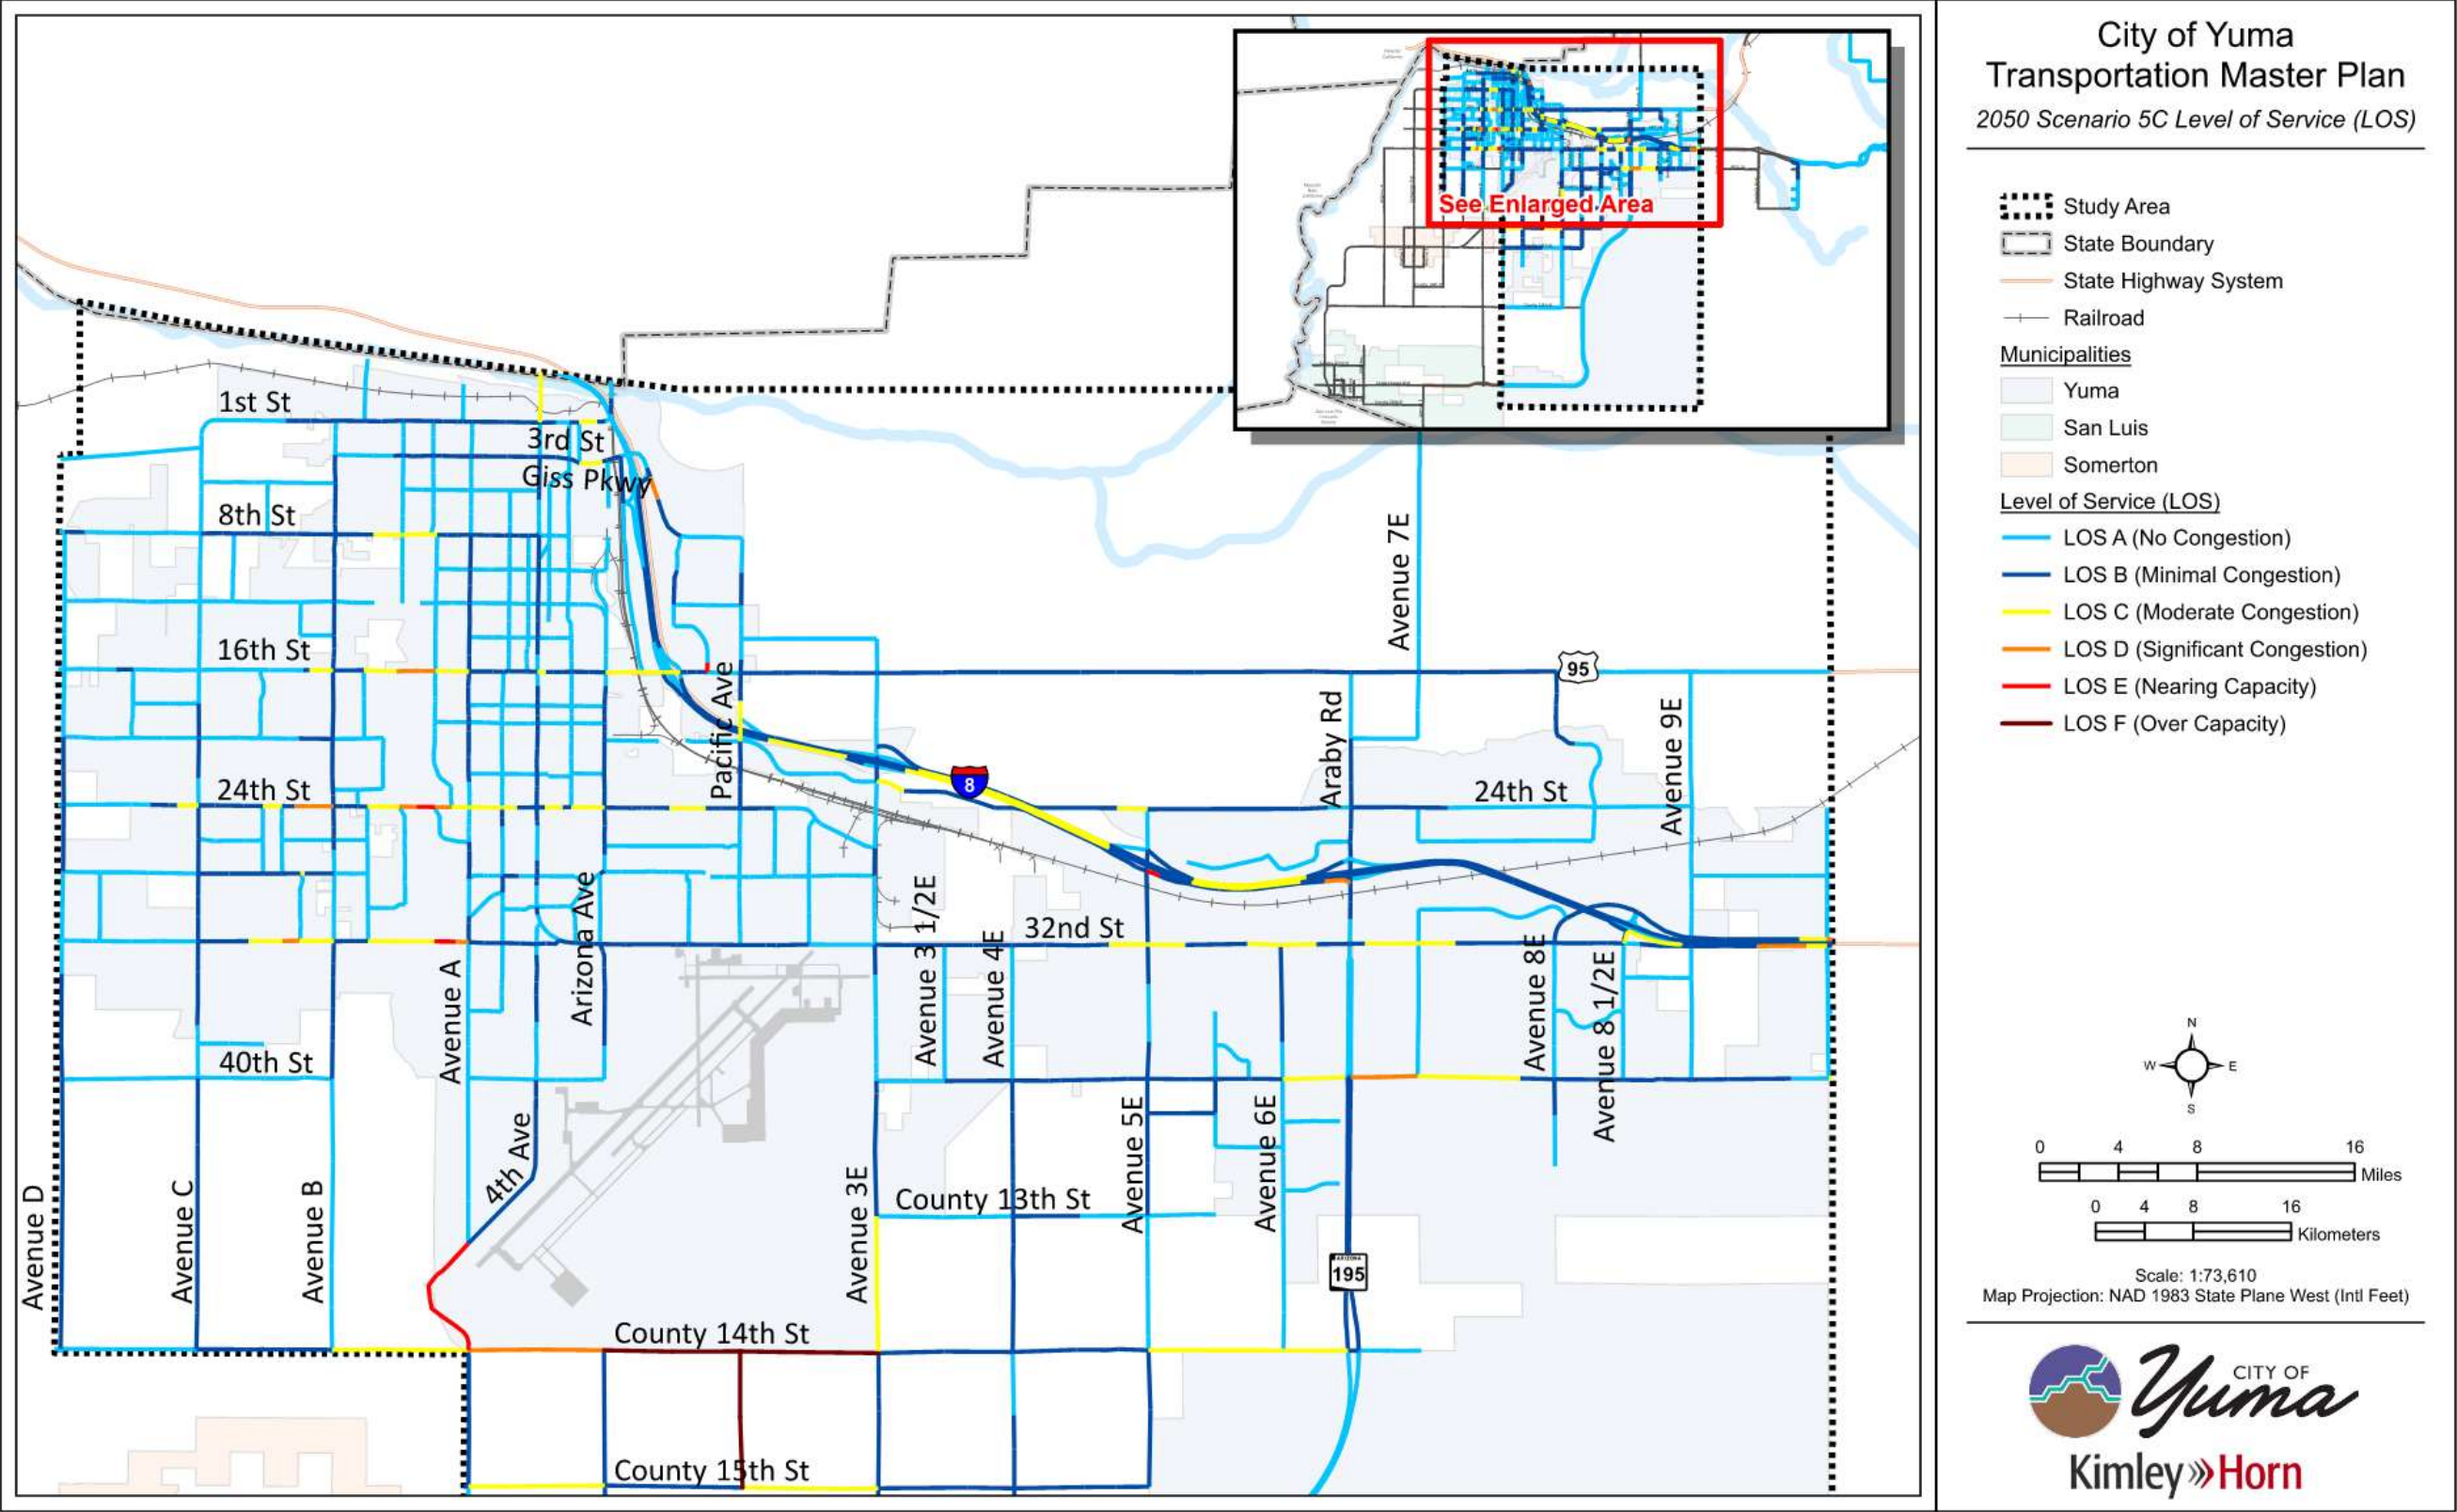 City of Yuma
Transportation Master Plan
2050 Scenario 5C Level of Service (LOS)
Study Area
State Boundary
State Highway System
Railroad
Municipalities
Yuma
San Luis
Somerton
Level of Service (LOS)
LOS A (No Congestion)
LOS B (Minimal Congestion)
LOS C (Moderate Congestion)
LOS D (Significant Congestion)
LOS E (Nearing Capacity)
LOS F (Over Capacity)
N
W E
S
0 4 8 16
Miles
0 4 8 16
Kilometers
Scale: 1:73,610
Map Projection: NAD 1983 State Plane West (Intl Feet)
CITY OF
Yuma
Kimley»Horn
See Enlarged Area
1st St
3rd St
Giss Pkwy
8th St
16th St
24th St
40th St
Avenue D
Avenue C
Avenue B
Avenue A
4th Ave
Arizona Ave
Pacific Ave
Avenue 3E
Avenue 3 1/2E
Avenue 4E
32nd St
8
Avenue 5E
Avenue 6E
County 13th St
County 14th St
County 15th St
Araby Rd
Avenue 7E
95
24th St
Avenue 9E
Avenue 8E
Avenue 8 1/2E
ARIZONA
195